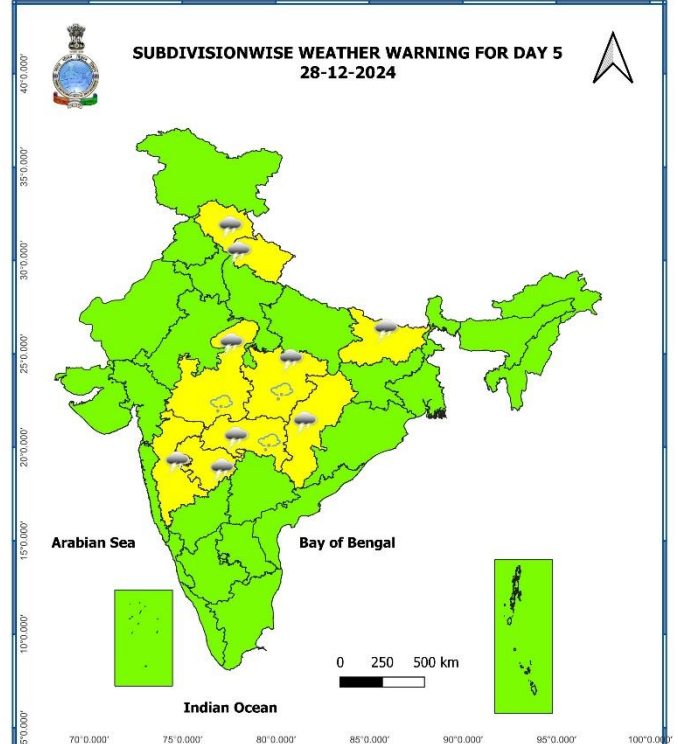 SUBDIVISIONWISE WEATHER WARNING FOR DAY 5
28-12-2024
40°0.000'
35°0.000'
30°0.000'
25°0.000'
20°0.000'
15°0.000'
10°0.000'
5°0.000'
Arabian Sea
Bay of Bengal
0 250 500 km
Indian Ocean
70°0.000' 75°0.000' 80°0.000' 85°0.000' 90°0.000' 95°0.000' 100°0.000'